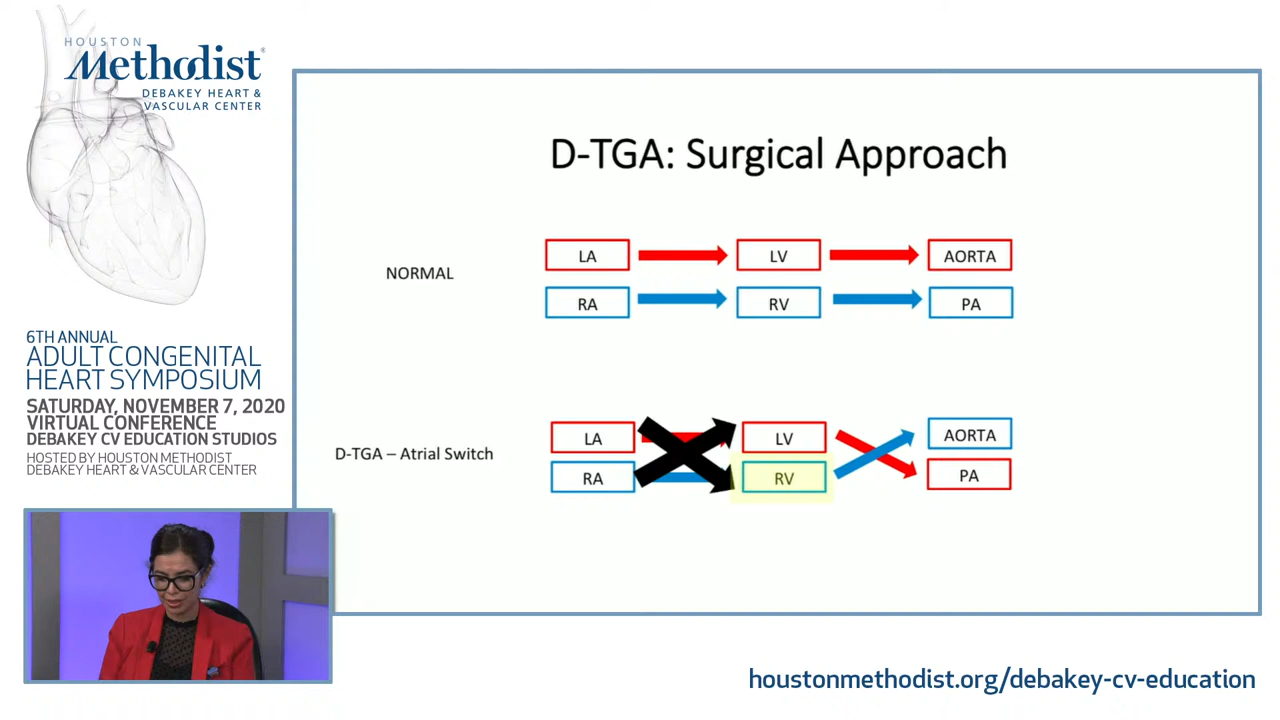 HOUSTON
Methodist®
DEBAKEY HEART &
VASCULAR CENTER
6TH ANNUAL
ADULT CONGENITAL
HEART SYMPOSIUM
SATURDAY, NOVEMBER 7, 2020
VIRTUAL CONFERENCE
DEBAKEY CV EDUCATION STUDIOS
HOSTED BY HOUSTON METHODIST
DEBAKEY HEART & VASCULAR CENTER
D-TGA: Surgical Approach
NORMAL
LA LV AORTA
RA RV PA
D-TGA – Atrial Switch
LA LV AORTA
RA RV PA
houstonmethodist.org/debakey-cv-education